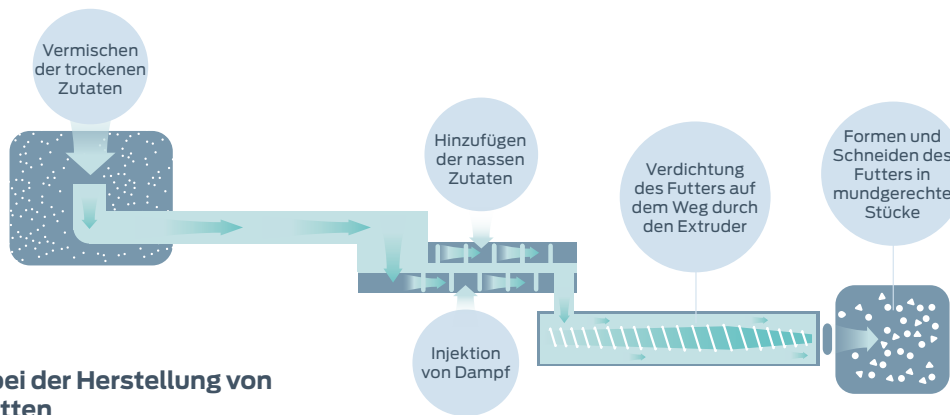 Vermischen
der trockenen
Zutaten
Hinzufügen
der nassen
Zutaten
Injektion
von Dampf
Verdichtung
des Futters auf
dem Weg durch
den Extruder
Formen und
Schneiden des
Futters in
mundgerechte
Stücke
bei der Herstellung von